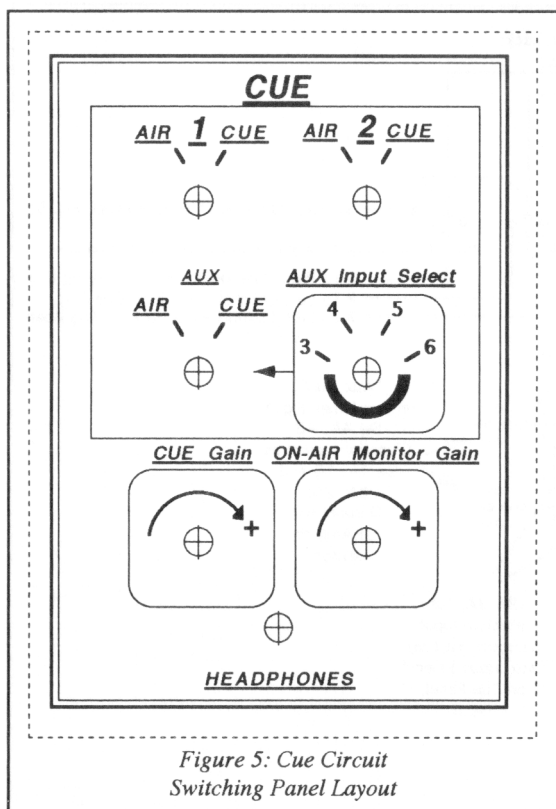 CUE
AIR 1 CUE AIR 2 CUE
AUX AUX Input Select
AIR CUE
4 5
3 6
CUE Gain ON-AIR Monitor Gain
+ +
HEADPHONES
Figure 5: Cue Circuit
Switching Panel Layout